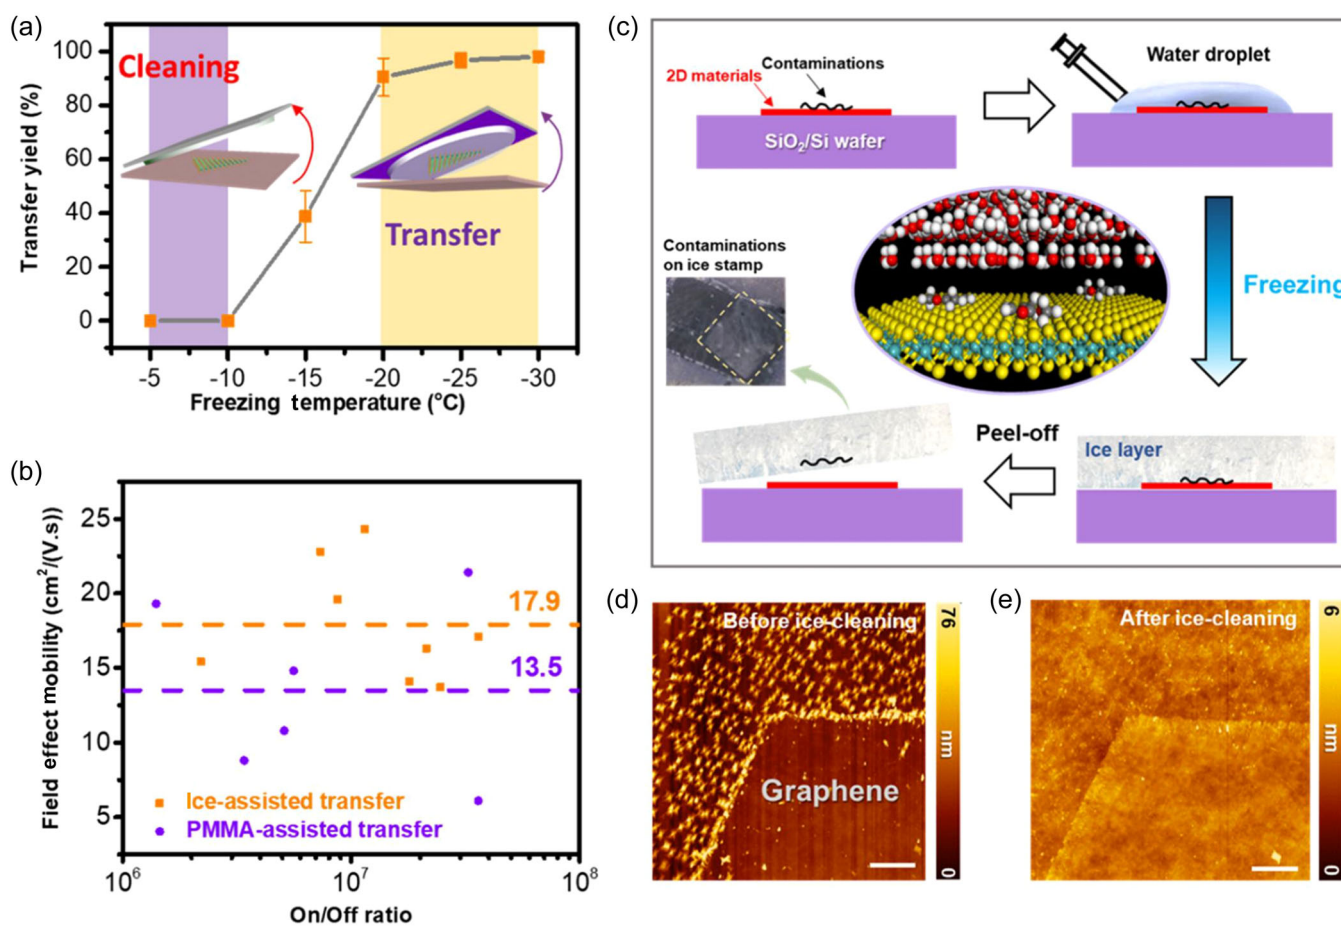 (a)
100
80
60
40
20
0
Transfer yield (%)
Cleaning
Transfer
-5
-10
-15
-20
-25
-30
Freezing temperature (°C)
(b)
25
20
15
10
5
Field effect mobility (cm²/(V.s))
17.9
13.5
Ice-assisted transfer
PMMA-assisted transfer
10⁶
10⁷
10⁸
On/Off ratio
(c)
Contaminations
2D materials
SiO₂/Si wafer
Water droplet
Contaminations
on ice stamp
Freezing
Peel-off
Ice layer
(d)
Before ice-cleaning
Graphene
76
nm
0
(e)
After ice-cleaning
6
nm
0